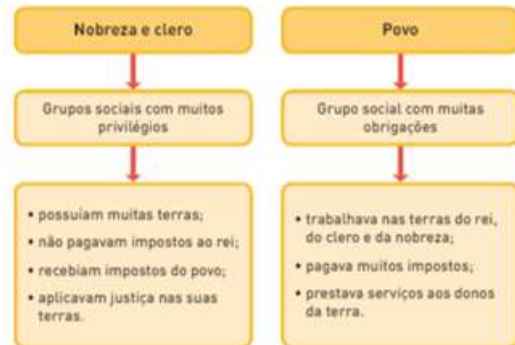 Nobreza e clero
Grupos sociais com muitos
privilégios
• possuíam muitas terras;
• não pagavam impostos ao rei;
• recebiam impostos do povo;
• aplicavam justiça nas suas
terras.
Povo
Grupo social com muitas
obrigações
• trabalhava nas terras do rei,
do clero e da nobreza;
• pagava muitos impostos;
• prestava serviços aos donos
da terra.